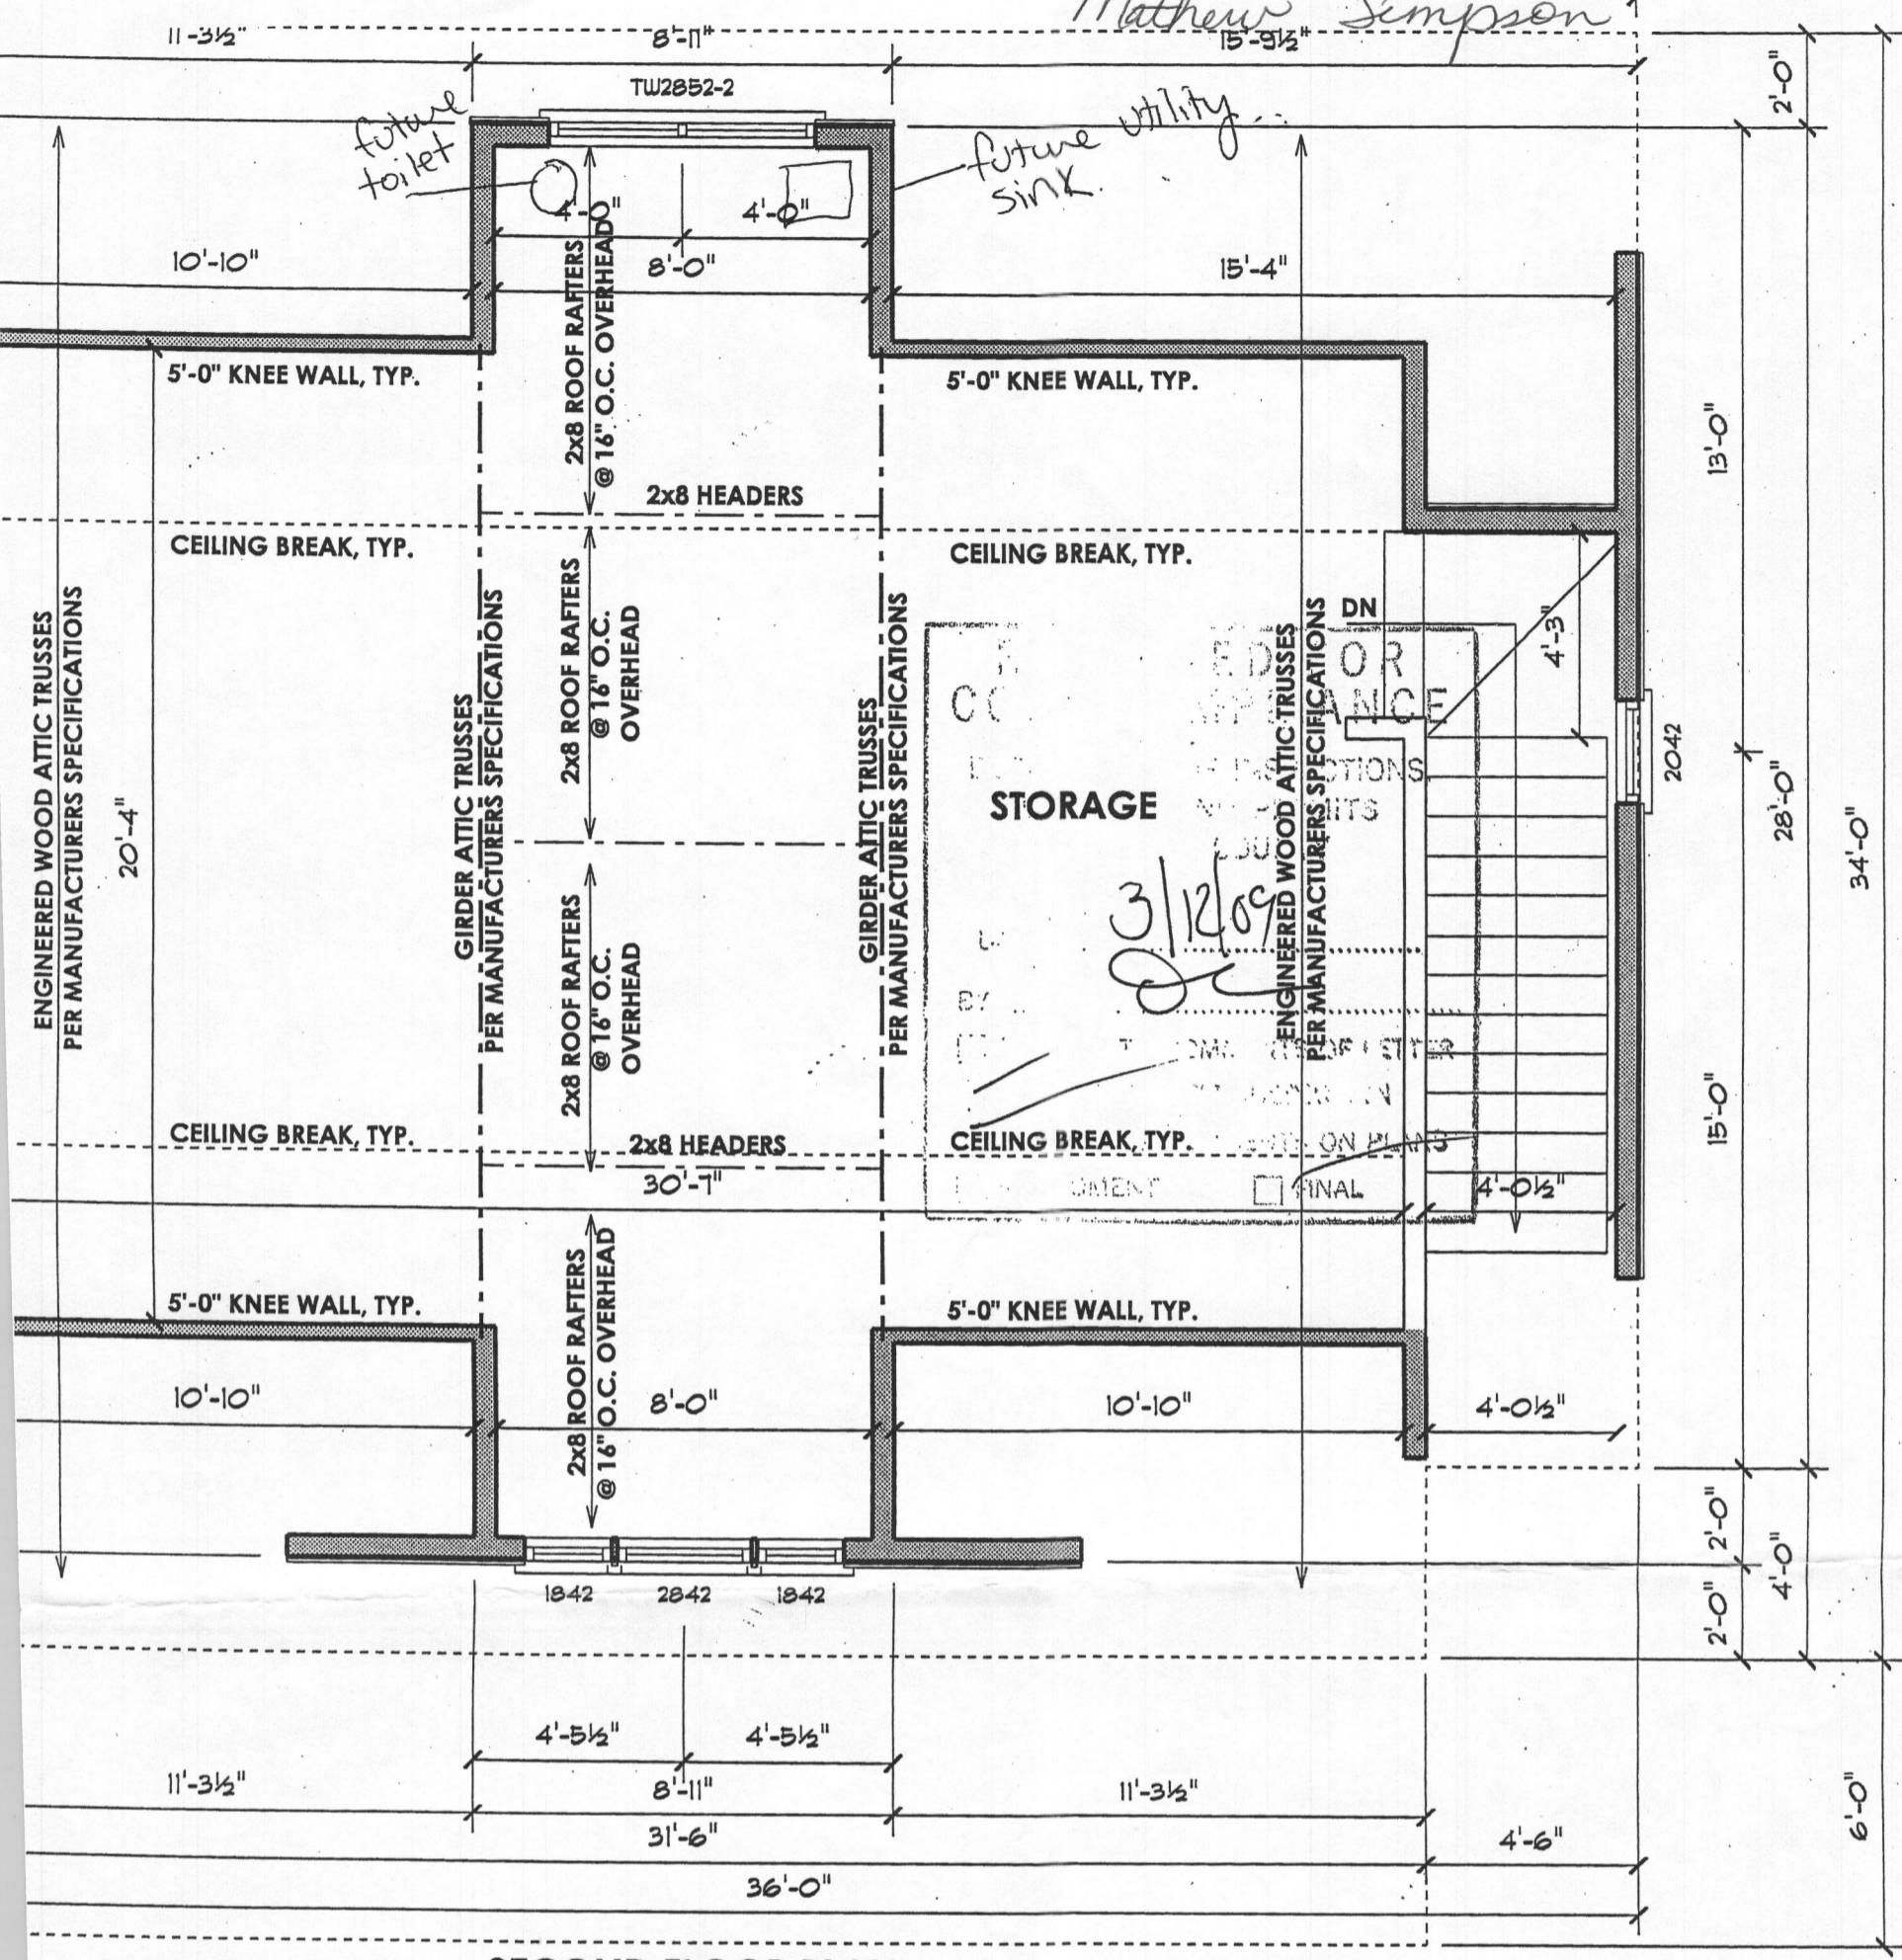 Mathew Simpson
11'-3½"
8'-11"
15'-9½"
2'-0"
TW2852-2
future
toilet
future utility
sink
4'-0"
4'-0"
10'-10"
8'-0"
15'-4"
2x8 ROOF RAFTERS
@ 16" O.C. OVERHEAD
5'-0" KNEE WALL, TYP.
5'-0" KNEE WALL, TYP.
13'-0"
2x8 HEADERS
CEILING BREAK, TYP.
CEILING BREAK, TYP.
ENGINEERED WOOD ATTIC TRUSSES
PER MANUFACTURERS SPECIFICATIONS
20'-4"
GIRDER ATTIC TRUSSES
PER MANUFACTURERS SPECIFICATIONS
2x8 ROOF RAFTERS
@ 16" O.C.
OVERHEAD
GIRDER ATTIC TRUSSES
PER MANUFACTURERS SPECIFICATIONS
ENGINEERED WOOD ATTIC TRUSSES
PER MANUFACTURERS SPECIFICATIONS
DN
4'-3"
2042
28'-0"
34'-0"
STORAGE
3/12/09
BY
2x8 ROOF RAFTERS
@ 16" O.C.
OVERHEAD
15'-0"
CEILING BREAK, TYP.
2x8 HEADERS
CEILING BREAK, TYP.
ON PLANS
30'-7"
FINAL
4'-0½"
5'-0" KNEE WALL, TYP.
5'-0" KNEE WALL, TYP.
2x8 ROOF RAFTERS
@ 16" O.C. OVERHEAD
10'-10"
8'-0"
10'-10"
4'-0½"
2'-0"
4'-0"
2'-0"
1842
2842
1842
4'-5½"
4'-5½"
11'-3½"
8'-11"
11'-3½"
31'-6"
4'-6"
6'-0"
36'-0"